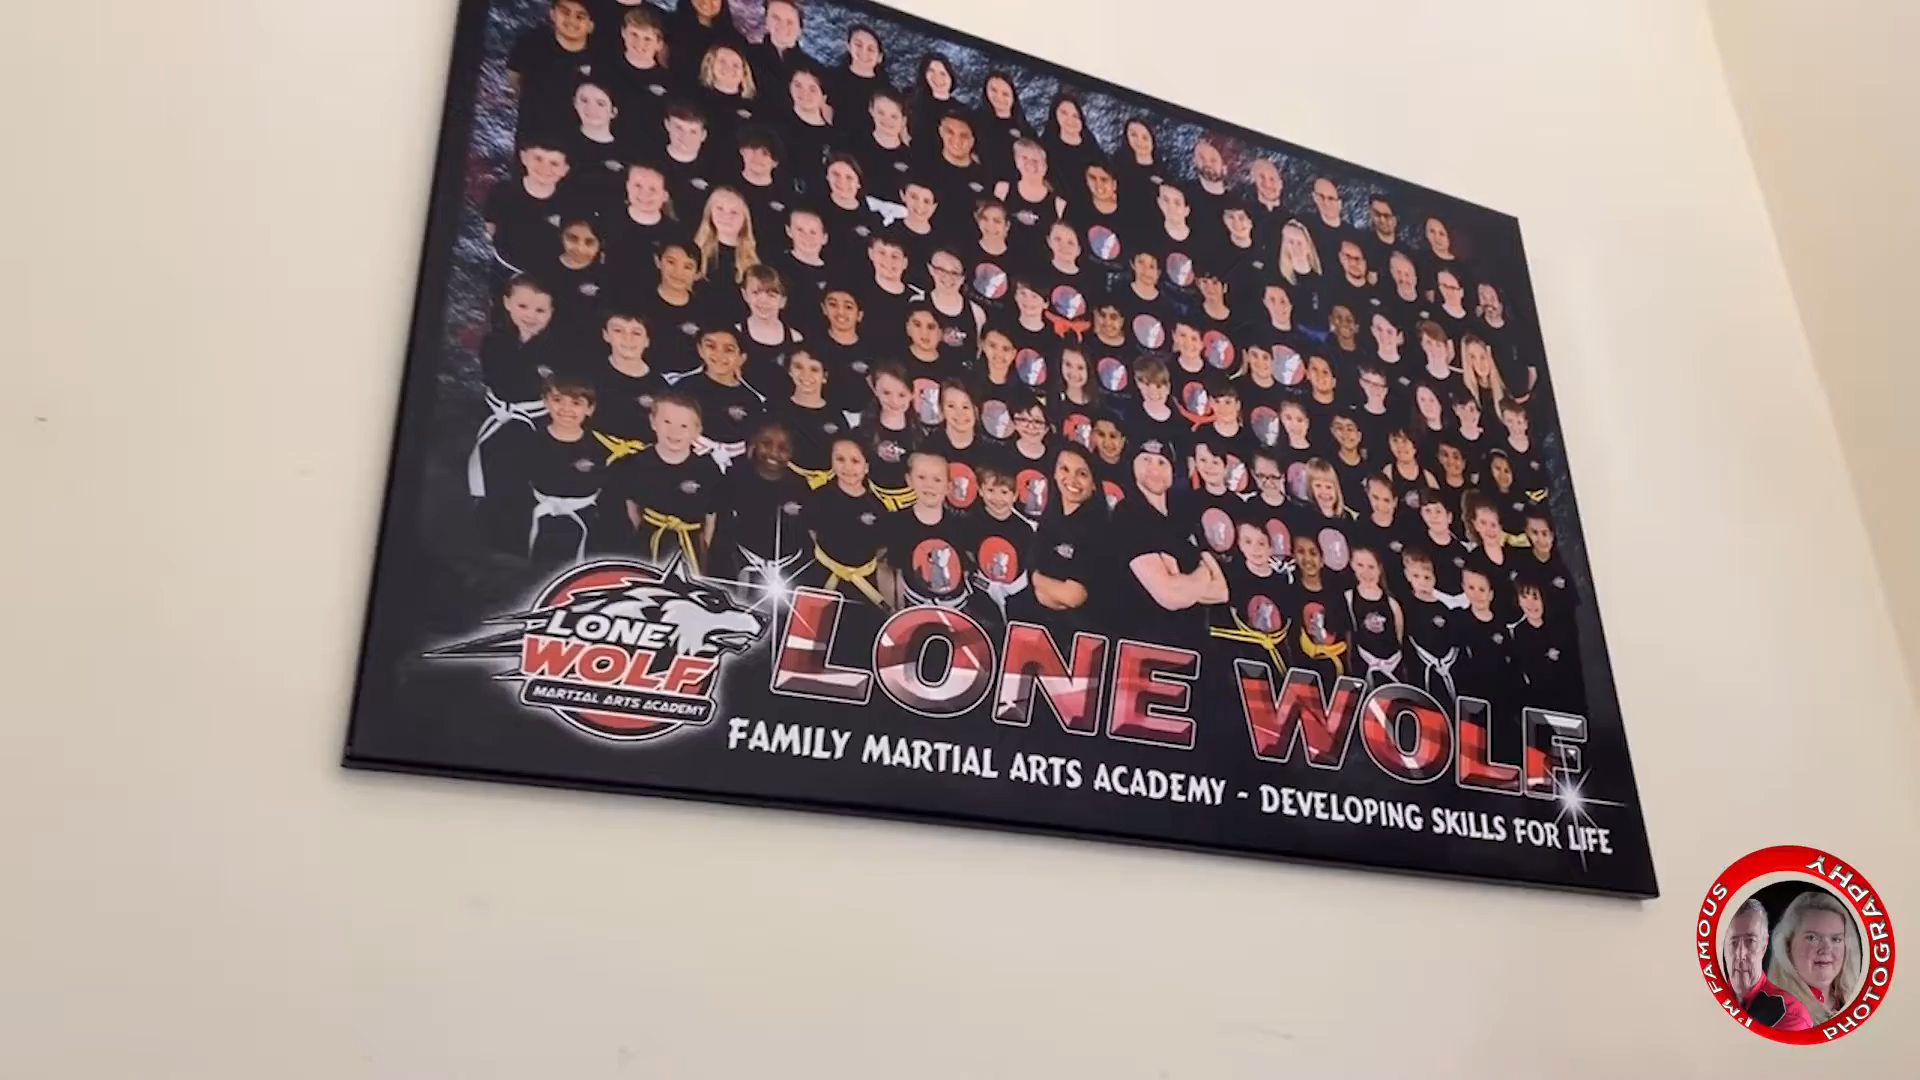 LONE
WOLF
MARTIAL ARTS ACADEMY
LONE WOLF
FAMILY MARTIAL ARTS ACADEMY - DEVELOPING SKILLS FOR LIFE
I'M FAMOUS PHOTOGRAPHY